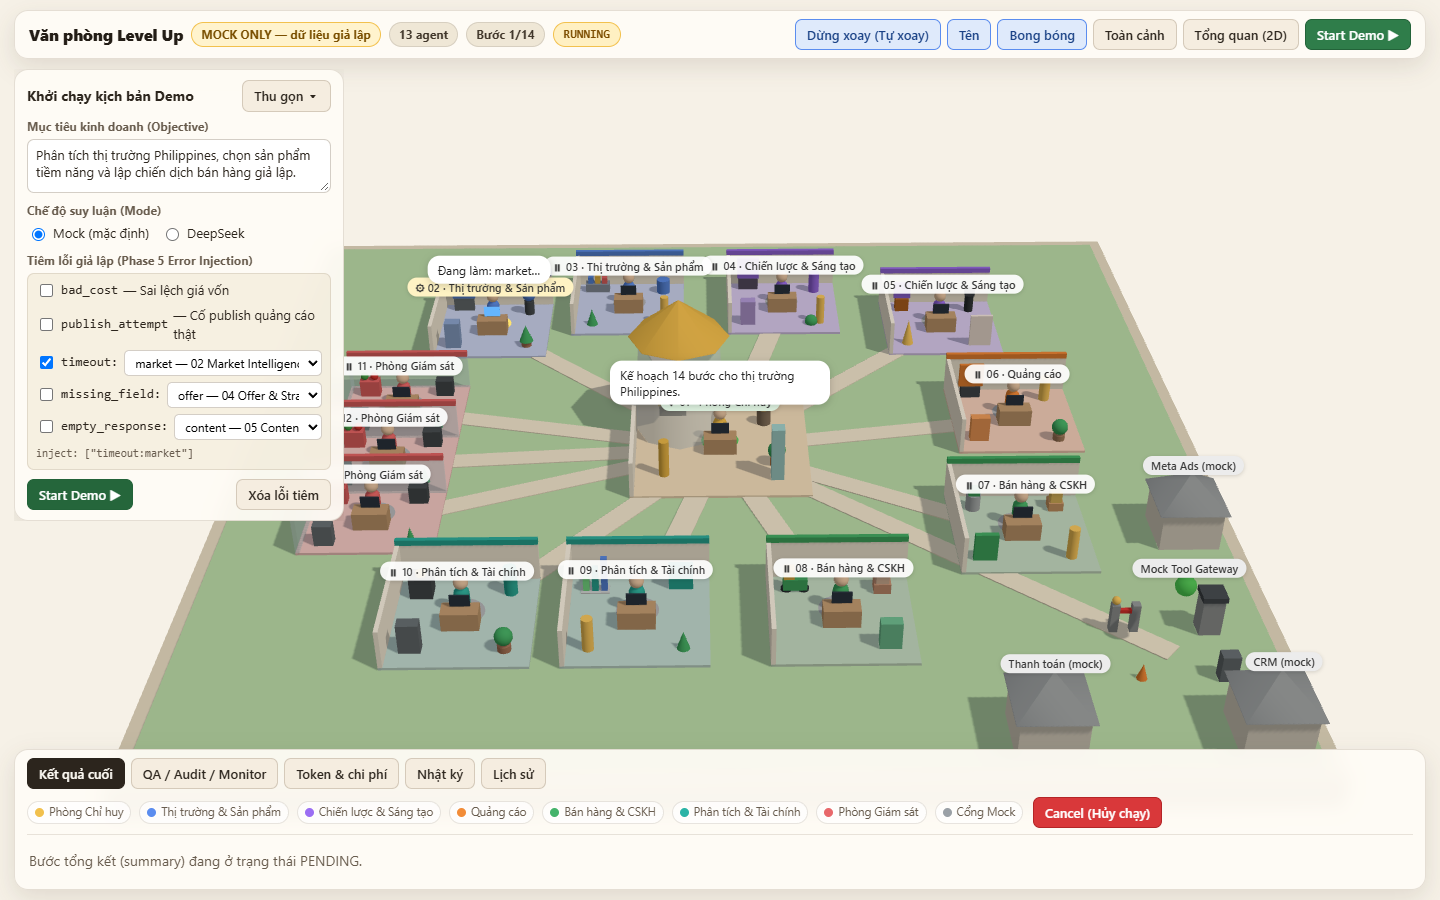 Văn phòng Level Up
MOCK ONLY — dữ liệu giả lập
13 agent
Bước 1/14
RUNNING
Dừng xoay (Tự xoay)
Tên
Bong bóng
Toàn cảnh
Tổng quan (2D)
Start Demo ▶
Khởi chạy kịch bản Demo
Thu gọn
Mục tiêu kinh doanh (Objective)
Phân tích thị trường Philippines, chọn sản phẩm
tiềm năng và lập chiến dịch bán hàng giả lập.
Chế độ suy luận (Mode)
Mock (mặc định)
DeepSeek
Tiêm lỗi giả lập (Phase 5 Error Injection)
bad_cost — Sai lệch giá vốn
publish_attempt — Cố publish quảng cáo
thật
timeout: market — 02 Market Intelligenc
missing_field: offer — 04 Offer & Stra
empty_response: content — 05 Conten
inject: ["timeout:market"]
Start Demo ▶
Xóa lỗi tiêm
Đang làm: market...
02 · Thị trường & Sản phẩm
03 · Thị trường & Sản phẩm
04 · Chiến lược & Sáng tạo
05 · Chiến lược & Sáng tạo
Kế hoạch 14 bước cho thị trường
Philippines.
11 · Phòng Giám sát
12 · Phòng Giám sát
Phòng Giám sát
06 · Quảng cáo
07 · Bán hàng & CSKH
Meta Ads (mock)
Mock Tool Gateway
10 · Phân tích & Tài chính
09 · Phân tích & Tài chính
08 · Bán hàng & CSKH
Thanh toán (mock)
CRM (mock)
Kết quả cuối
QA / Audit / Monitor
Token & chi phí
Nhật ký
Lịch sử
Phòng Chỉ huy
Thị trường & Sản phẩm
Chiến lược & Sáng tạo
Quảng cáo
Bán hàng & CSKH
Phân tích & Tài chính
Phòng Giám sát
Cổng Mock
Cancel (Hủy chạy)
Bước tổng kết (summary) đang ở trạng thái PENDING.